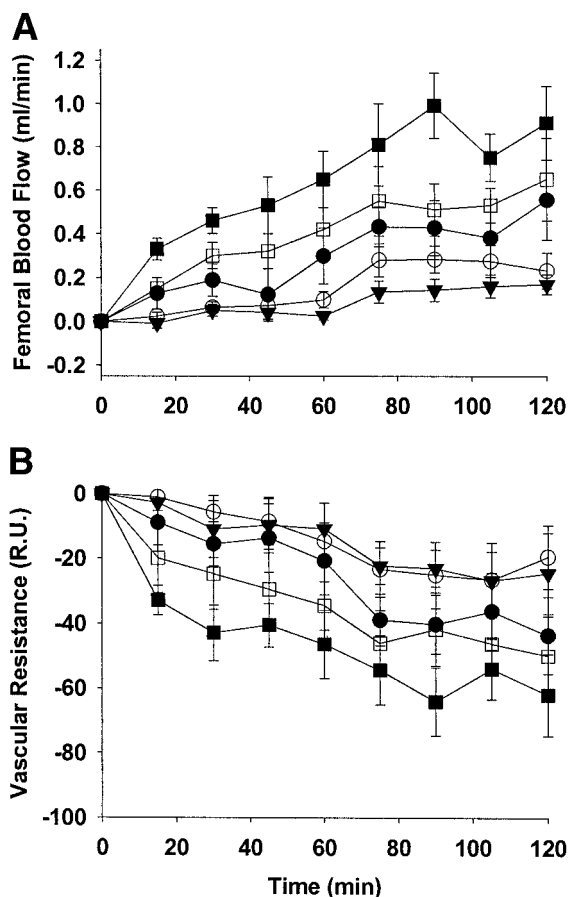 A
Femoral Blood Flow (ml/min)
1.2
1.0
0.8
0.6
0.4
0.2
0.0
-0.2
0 20 40 60 80 100 120
B
Vascular Resistance (R.U.)
0
-20
-40
-60
-80
-100
0 20 40 60 80 100 120
Time (min)